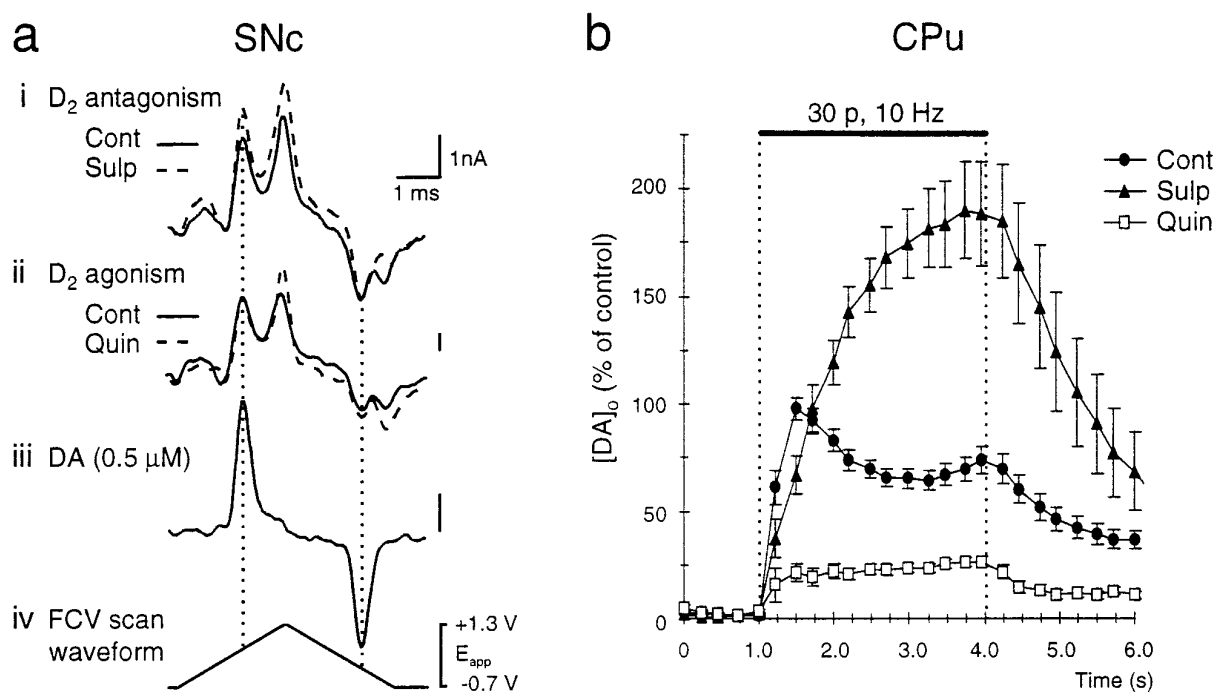 a
SNc
i D₂ antagonism
Cont
Sulp
1nA
1 ms
ii D₂ agonism
Cont
Quin
iii DA (0.5 μM)
iv FCV scan
waveform
+1.3 V
Eapp
-0.7 V
b
CPu
30 p, 10 Hz
Cont
Sulp
Quin
[DA]₀ (% of control)
200
150
100
50
0
0 1.0 2.0 3.0 4.0 5.0 6.0
Time (s)